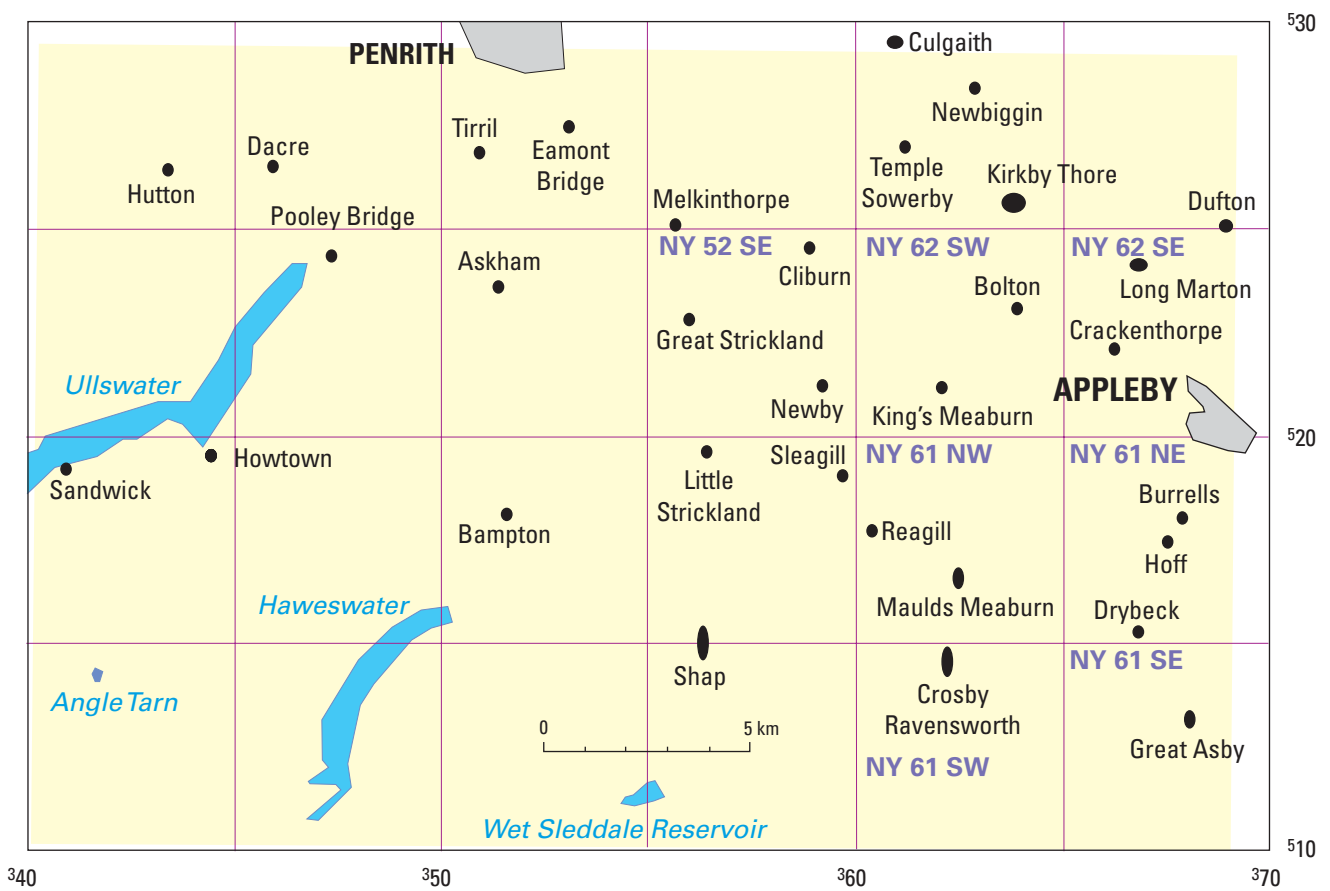 ⁵30
Culgaith
PENRITH
Newbiggin
Tirril
Dacre
Eamont
Bridge
Temple
Sowerby
Kirkby Thore
Hutton
Melkinthorpe
Dufton
Pooley Bridge
NY 52 SE
NY 62 SW
NY 62 SE
Askham
Cliburn
Bolton
Long Marton
Great Strickland
Crackenthorpe
Ullswater
APPLEBY
Newby
King's Meaburn
⁵20
Howtown
Sleagill
NY 61 NW
NY 61 NE
Sandwick
Little
Strickland
Burrells
Bampton
Reagill
Hoff
Haweswater
Maulds Meaburn
Drybeck
NY 61 SE
Shap
Angle Tarn
Crosby
Ravensworth
0
5 km
Great Asby
NY 61 SW
Wet Sleddale Reservoir
⁵10
³40
³50
³60
³70